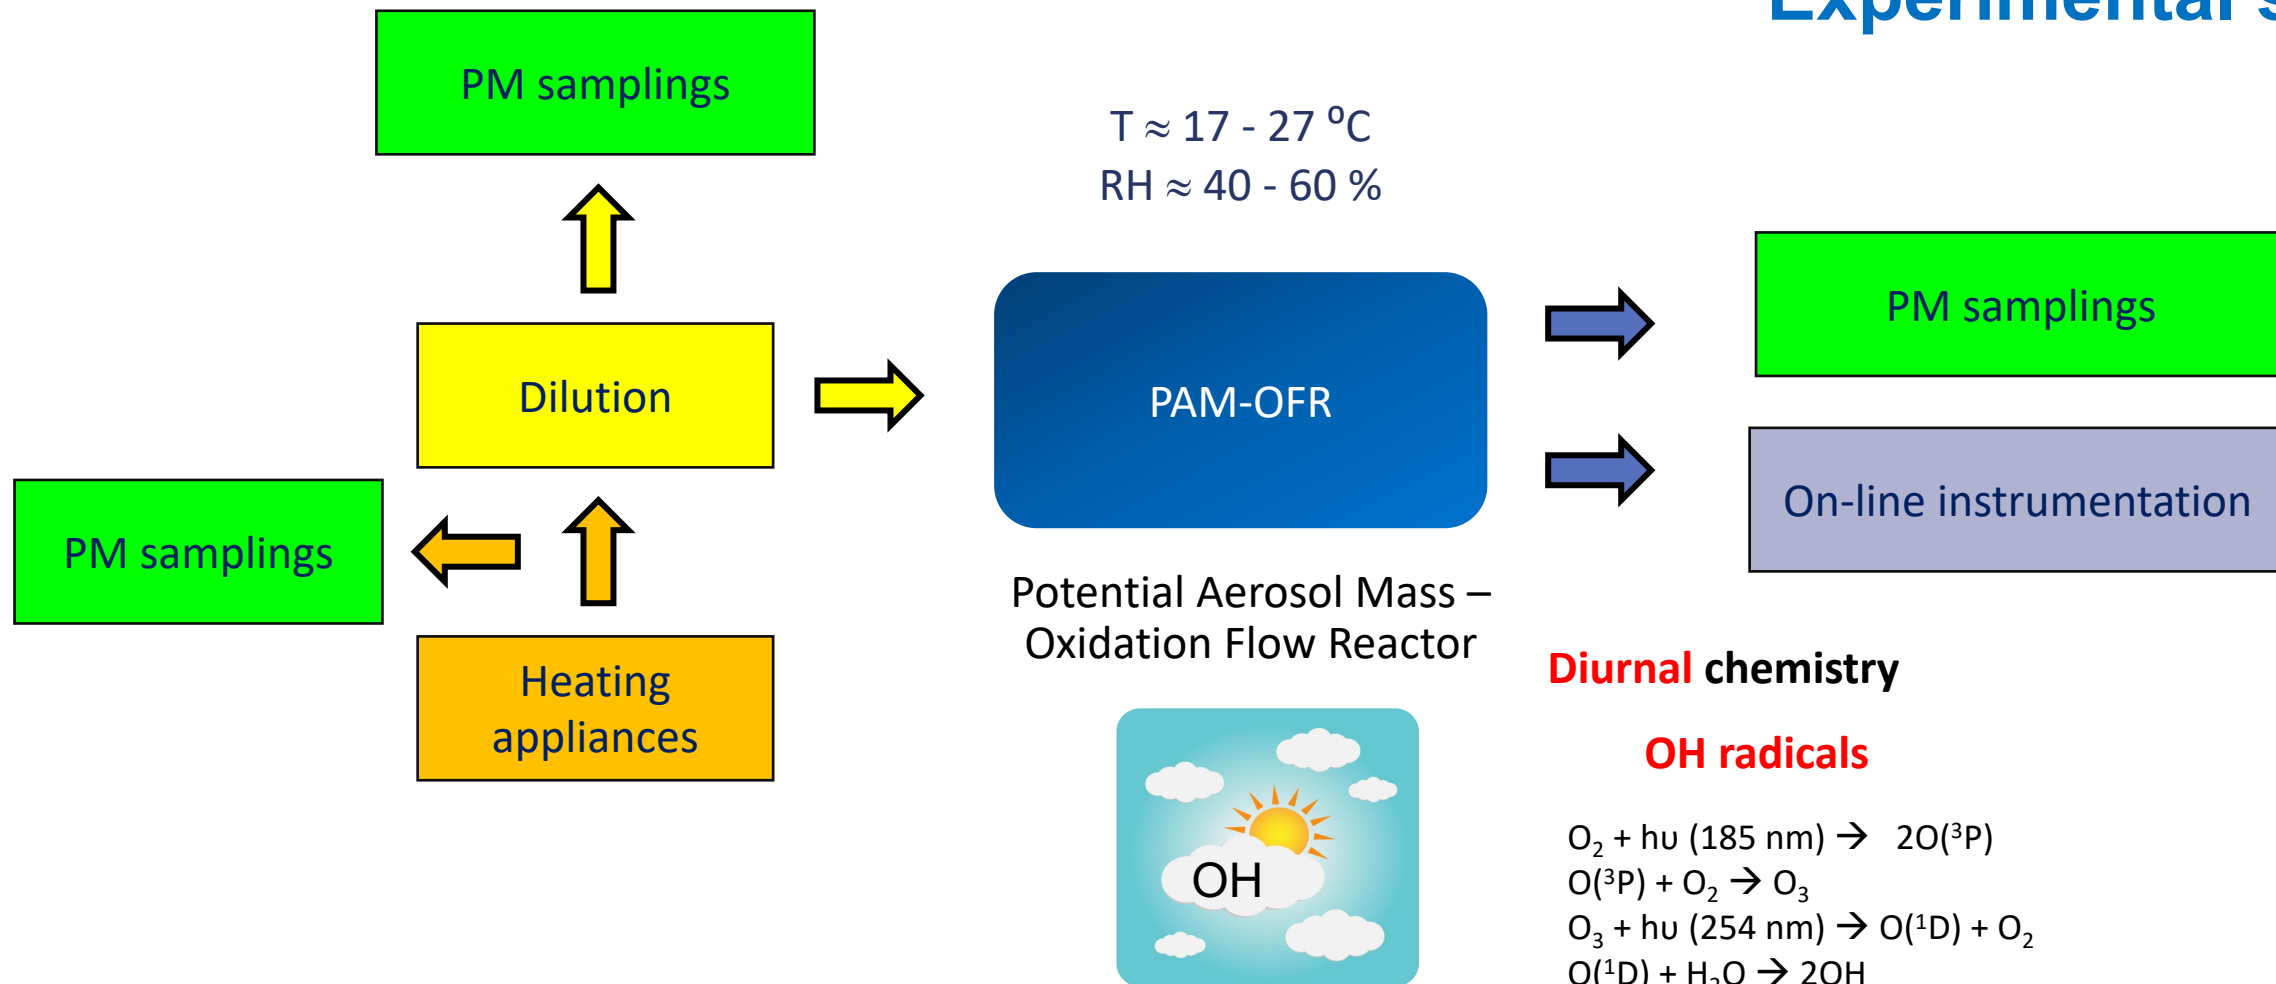 Experimental
PM samplings
T ≈ 17 - 27 ⁰C
RH ≈ 40 - 60 %
PM samplings
Dilution
PAM-OFR
On-line instrumentation
PM samplings
Potential Aerosol Mass –
Oxidation Flow Reactor
Heating
appliances
Diurnal chemistry
OH radicals
OH
O₂ + hυ (185 nm) → 2O(³P)
O(³P) + O₂ → O₃
O₃ + hυ (254 nm) → O(¹D) + O₂
O(¹D) + H₂O → 2OH